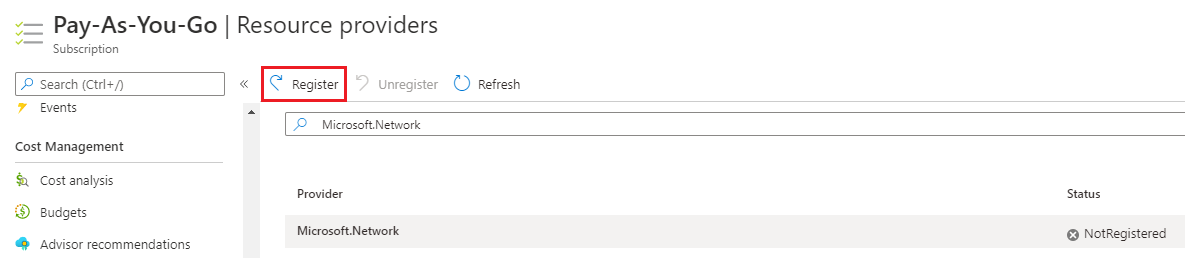 Pay-As-You-Go | Resource providers
Subscription
Search (Ctrl+/)
«
Register
Unregister
Refresh
Events
Microsoft.Network
Cost Management
Cost analysis
Provider
Status
Budgets
Microsoft.Network
NotRegistered
Advisor recommendations